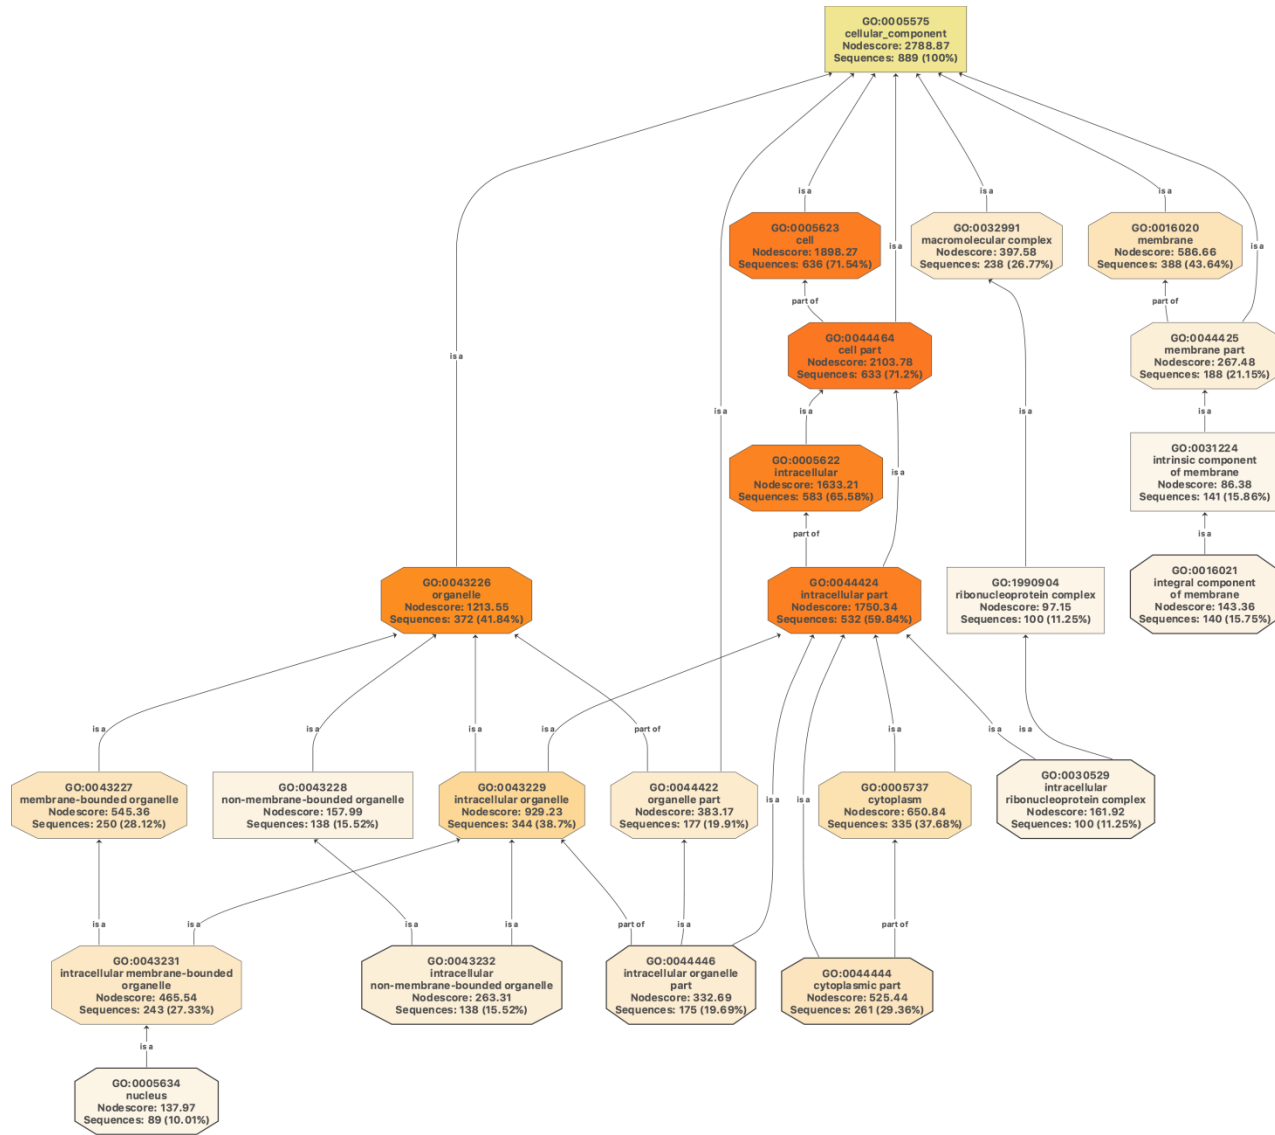 GO:0005575
cellular_component
Nodescore: 2788.87
Sequences: 889 (100%)
is a
is a
is a
is a
GO:0005623
cell
Nodescore: 1898.27
Sequences: 636 (71.54%)
GO:0032991
macromolecular complex
Nodescore: 397.58
Sequences: 238 (26.77%)
GO:0016020
membrane
Nodescore: 586.66
Sequences: 388 (43.64%)
is a
part of
part of
GO:0044464
cell part
Nodescore: 2103.78
Sequences: 633 (71.2%)
GO:0044425
membrane part
Nodescore: 267.48
Sequences: 188 (21.15%)
is a
is a
is a
is a
is a
GO:0005622
intracellular
Nodescore: 1633.21
Sequences: 583 (65.58%)
is a
GO:0031224
intrinsic component
of membrane
Nodescore: 86.38
Sequences: 141 (15.86%)
part of
is a
GO:0043226
organelle
Nodescore: 1213.55
Sequences: 372 (41.84%)
GO:0044424
intracellular part
Nodescore: 1750.34
Sequences: 532 (59.84%)
GO:1990904
ribonucleoprotein complex
Nodescore: 97.15
Sequences: 100 (11.25%)
GO:0016021
integral component
of membrane
Nodescore: 143.36
Sequences: 140 (15.75%)
is a
is a
is a
is a
part of
is a
is a
is a
GO:0043227
membrane-bounded organelle
Nodescore: 545.36
Sequences: 250 (28.12%)
GO:0043228
non-membrane-bounded organelle
Nodescore: 157.99
Sequences: 138 (15.52%)
GO:0043229
intracellular organelle
Nodescore: 929.23
Sequences: 344 (38.7%)
GO:0044422
organelle part
Nodescore: 383.17
Sequences: 177 (19.91%)
is a
is a
GO:0005737
cytoplasm
Nodescore: 650.84
Sequences: 335 (37.68%)
GO:0030529
intracellular
ribonucleoprotein complex
Nodescore: 161.92
Sequences: 100 (11.25%)
is a
is a
is a
is a
part of
is a
part of
GO:0043231
intracellular membrane-bounded
organelle
Nodescore: 465.54
Sequences: 243 (27.33%)
GO:0043232
intracellular
non-membrane-bounded organelle
Nodescore: 263.31
Sequences: 138 (15.52%)
GO:0044446
intracellular organelle
part
Nodescore: 332.69
Sequences: 175 (19.69%)
GO:0044444
cytoplasmic part
Nodescore: 525.44
Sequences: 261 (29.36%)
is a
GO:0005634
nucleus
Nodescore: 137.97
Sequences: 89 (10.01%)